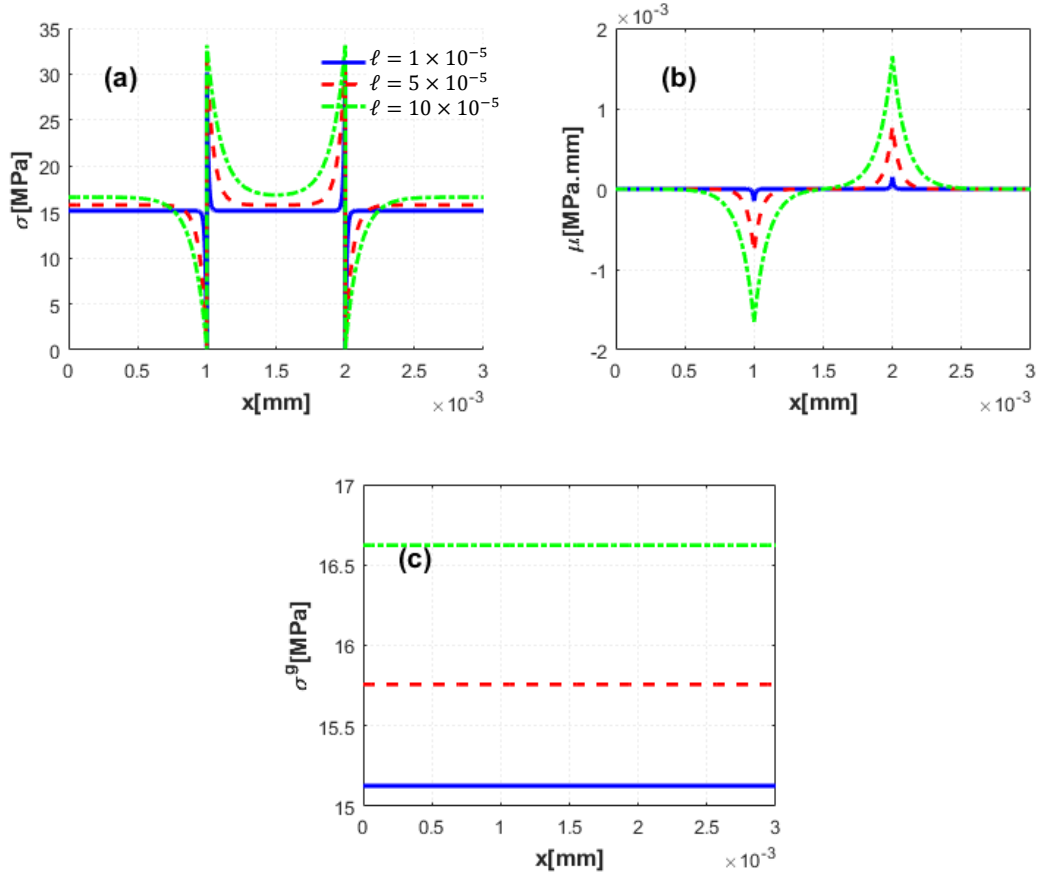 35
30
25
20
15
10
5
0
σ[MPa]
(a)
ℓ = 1 × 10⁻⁵
ℓ = 5 × 10⁻⁵
ℓ = 10 × 10⁻⁵
0 0.5 1 1.5 2 2.5 3
x[mm]
×10⁻³
×10⁻³
2
1
0
-1
-2
μ[MPa.mm]
(b)
0 0.5 1 1.5 2 2.5 3
x[mm]
×10⁻³
17
16.5
16
15.5
15
σᵍ[MPa]
(c)
0 0.5 1 1.5 2 2.5 3
x[mm]
×10⁻³